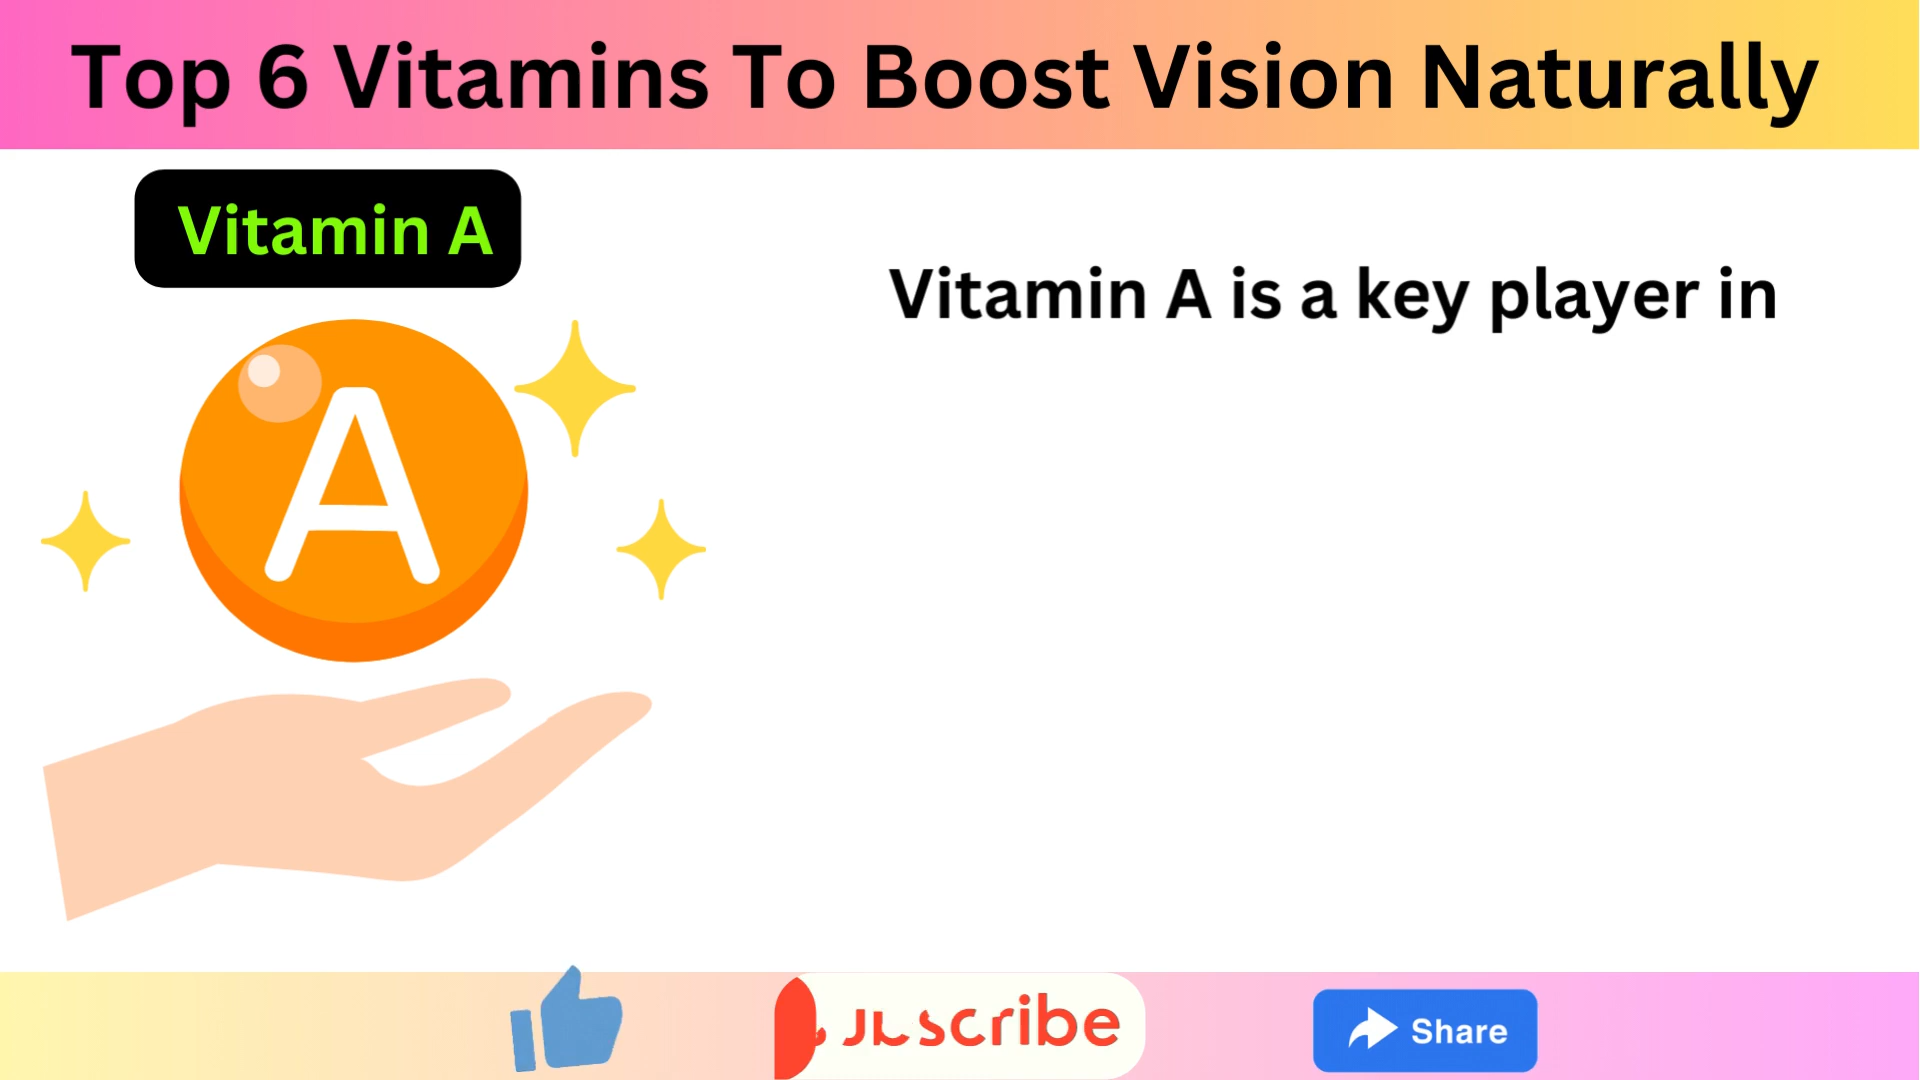 Top 6 Vitamins To Boost Vision Naturally
Vitamin A
Vitamin A is a key player in
A
Share